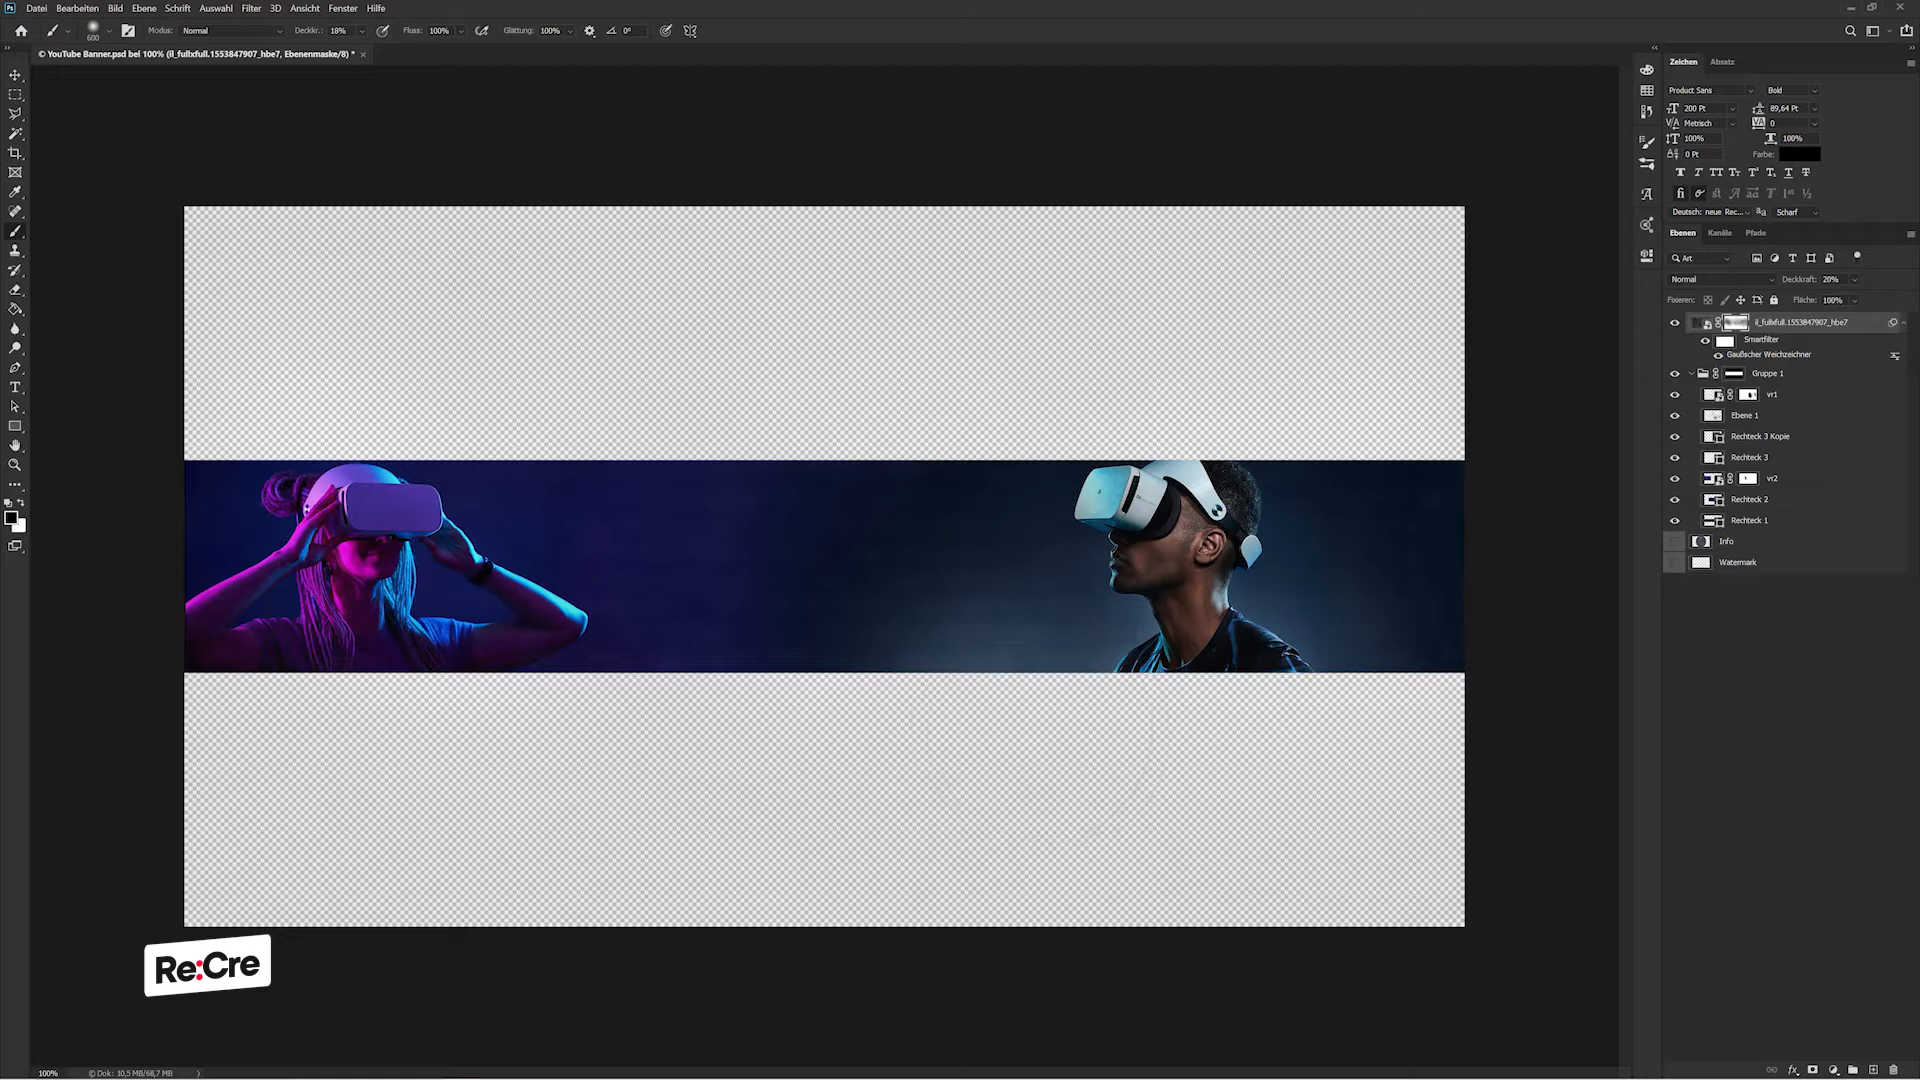 Datei Bearbeiten Bild Ebene Schrift Auswahl Filter 3D Ansicht Fenster Hilfe
600 Modus: Normal Deckkr.: 18% Fluss: 100% Glättung: 100% 0°
© YouTube Banner.psd bei 100% (il_fullxfull.1553847907_hbe7, Ebenenmaske/8) *
Zeichen Absatz
Product Sans Bold
200 Pt 89,64 Pt
Metrisch 0
100% 100%
0 Pt Farbe:
Deutsch: neue Rec... Scharf
Ebenen Kanäle Pfade
Art
Normal Deckkraft: 20%
Fixieren: Fläche: 100%
il_fullxfull.1553847907_hbe7
Smartfilter
Gaußscher Weichzeichner
Gruppe 1
vr1
Ebene 1
Rechteck 3 Kopie
Rechteck 3
vr2
Rechteck 2
Rechteck 1
Info
Watermark
Re:Cre
100% © Dok: 10,5 MB/68,7 MB